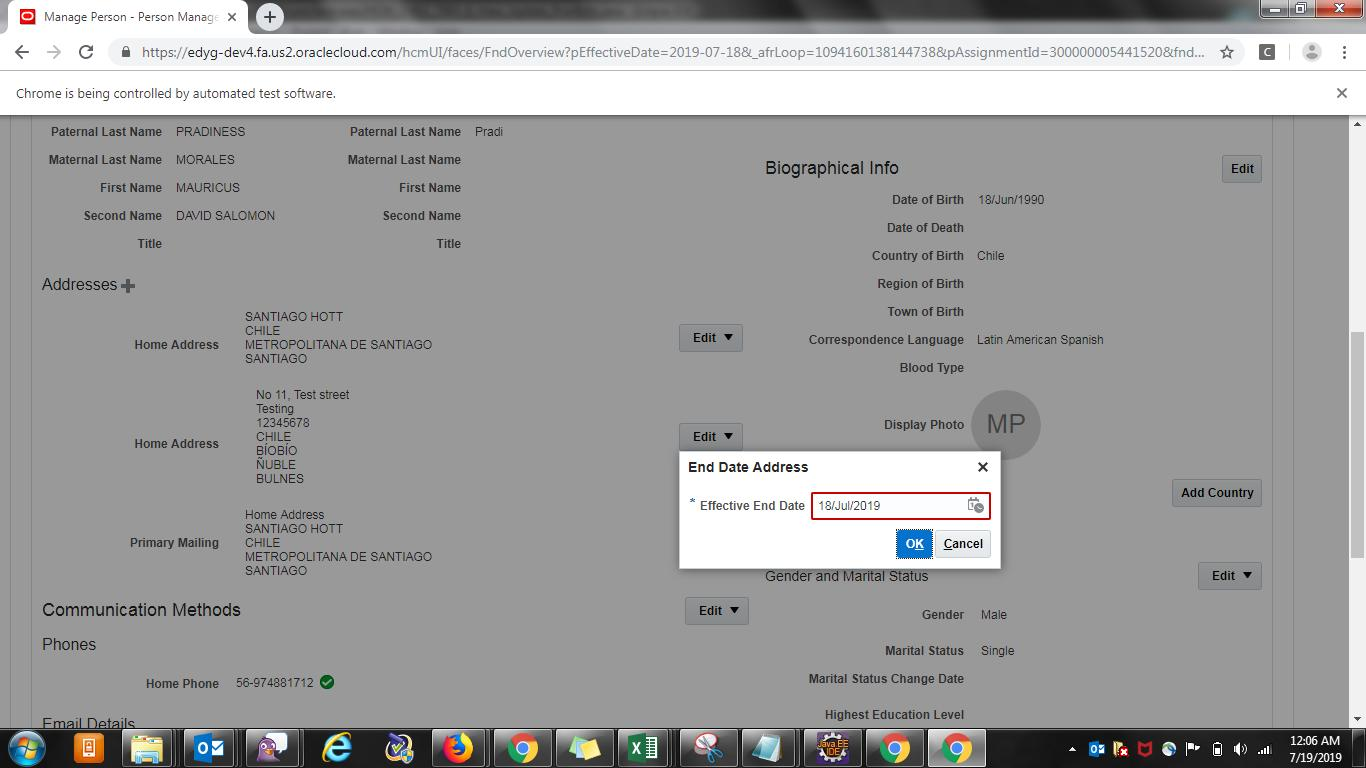 Manage Person - Person Manage
https://edyg-dev4.fa.us2.oraclecloud.com/hcmUI/faces/FndOverview?pEffectiveDate=2019-07-18&_afrLoop=1094160138144738&pAssignmentId=300000005441520&fnd...
C
Chrome is being controlled by automated test software.
Paternal Last Name PRADINESS Paternal Last Name Pradi
Maternal Last Name MORALES Maternal Last Name
First Name MAURICUS First Name
Second Name DAVID SALOMON Second Name
Title Title
Addresses
Home Address
SANTIAGO HOTT
CHILE
METROPOLITANA DE SANTIAGO
SANTIAGO
Edit
Home Address
No 11, Test street
Testing
12345678
CHILE
BÍOBÍO
ÑUBLE
BULNES
Edit
Primary Mailing
Home Address
SANTIAGO HOTT
CHILE
METROPOLITANA DE SANTIAGO
SANTIAGO
Communication Methods
Edit
Phones
Home Phone 56-974881712
Email Details
Biographical Info
Edit
Date of Birth 18/Jun/1990
Date of Death
Country of Birth Chile
Region of Birth
Town of Birth
Correspondence Language Latin American Spanish
Blood Type
Display Photo MP
End Date Address
* Effective End Date 18/Jul/2019
OK Cancel
Add Country
Gender and Marital Status
Edit
Gender Male
Marital Status Single
Marital Status Change Date
Highest Education Level
Java EE
IDE
12:06 AM
7/19/2019